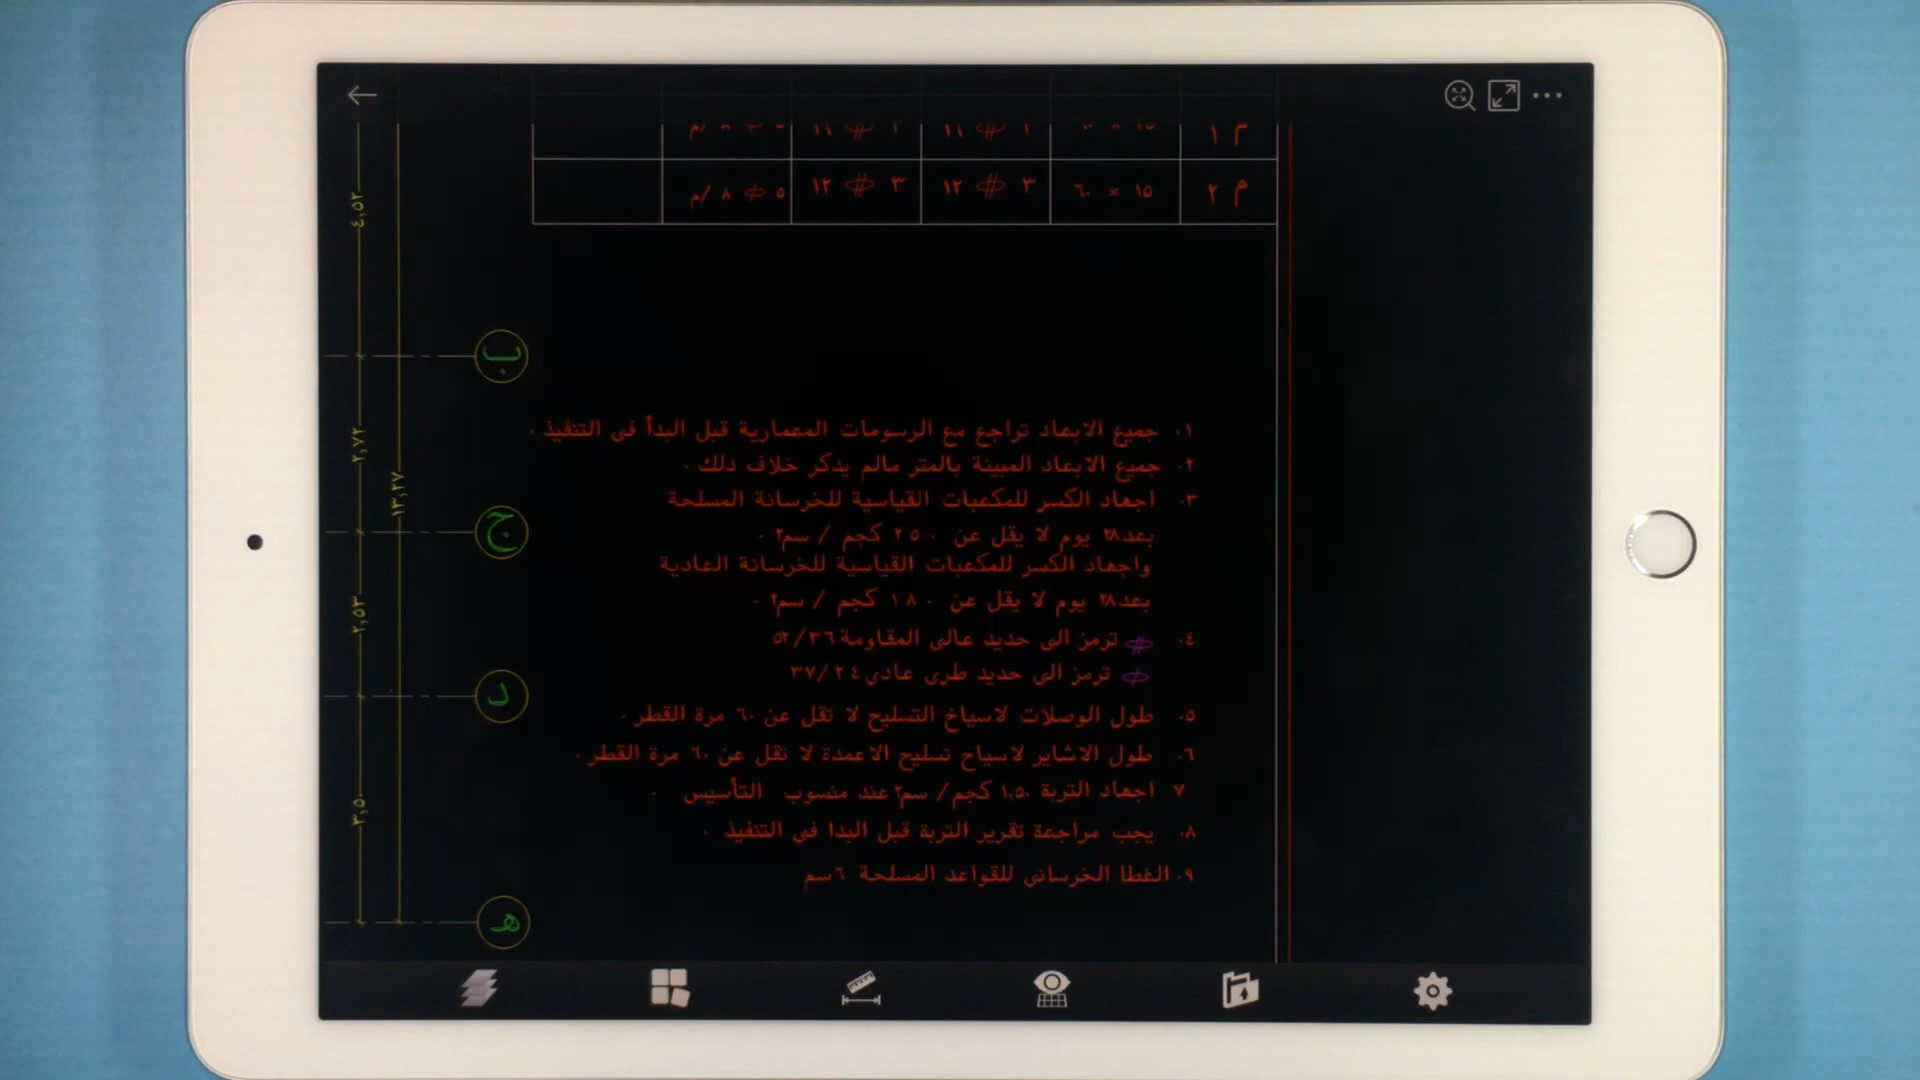 م ١
م ٢ ١٥ × ٦٠ ٣ ١٢ ٣ ١٢ ٥ ٨ /م
٤,٥٢
ب
٢,٧٢
١٣,٢٧
ج
٢,٥٣
د
٣,٥٠
هـ
١. جميع الابعاد تراجع مع الرسومات المعمارية قبل البدأ فى التنفيذ .
٢. جميع الابعاد المبينة بالمتر مالم يدكر خلاف دلك .
٣. اجهاد الكسر للمكعبات القياسية للخرسانة المسلحة
بعد٢٨ يوم لا يقل عن ٢٥٠ كجم / سم٢ .
واجهاد الكسر للمكعبات القياسية للخرسانة العادية
بعد٢٨ يوم لا يقل عن ١٨٠ كجم / سم٢ .
٤. ترمز الى حديد عالى المقاومة ٥٢/٣٦
ترمز الى حديد طرى عادى ٣٧/٢٤
٥. طول الوصلات لاسياخ التسليح لا تقل عن ٦٠ مرة القطر .
٦. طول الاشاير لاسياح تسليح الاعمدة لا تقل عن ٦٠ مرة القطر .
٧ اجهاد التربة ١,٥٠ كجم/ سم٢ عند منسوب التأسيس .
٨. يجب مراجعة تقرير التربة قبل البدا فى التنفيذ .
٩. الغطا الخرسانى للقواعد المسلحة ٦ سم